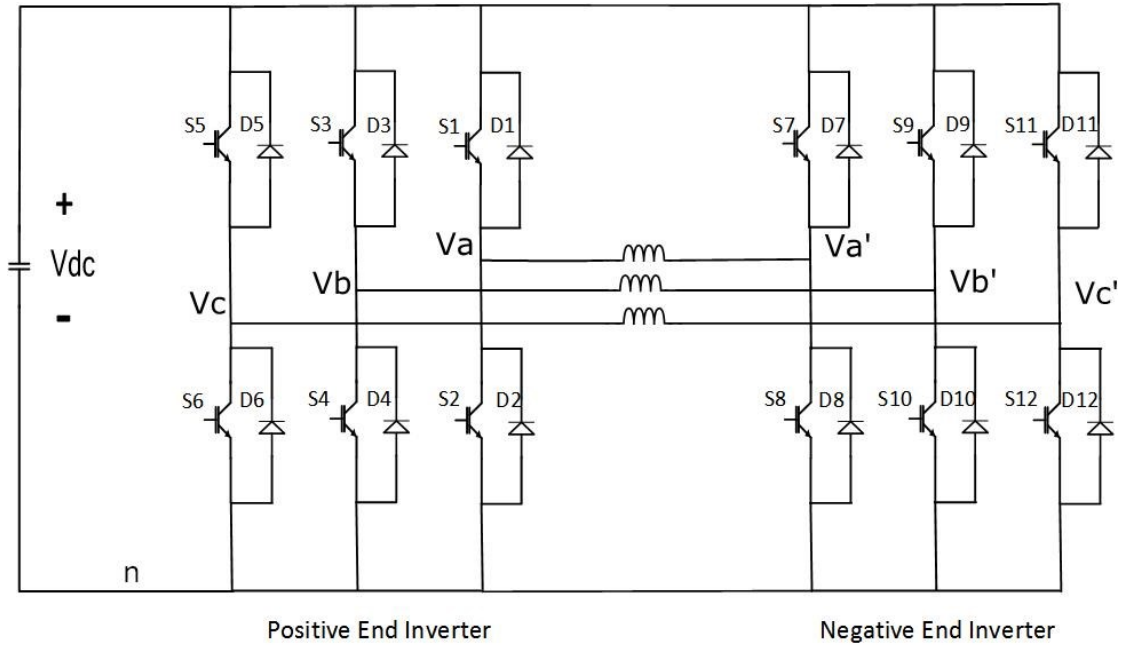 S5 D5 S3 D3 S1 D1 S7 D7 S9 D9 S11 D11
+
Vdc
-
Va Va'
Vb Vb'
Vc Vc'
S6 D6 S4 D4 S2 D2 S8 D8 S10 D10 S12 D12
n
Positive End Inverter Negative End Inverter